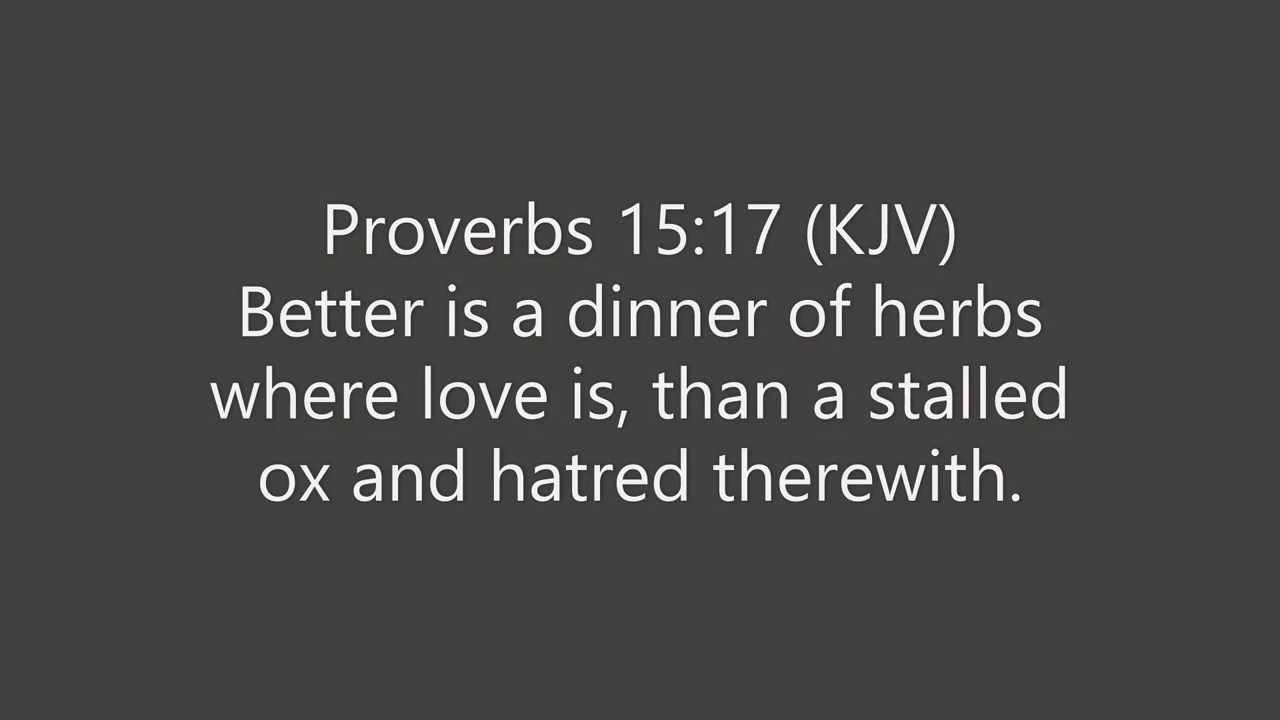 Proverbs 15:17 (KJV)
Better is a dinner of herbs
where love is, than a stalled
ox and hatred therewith.